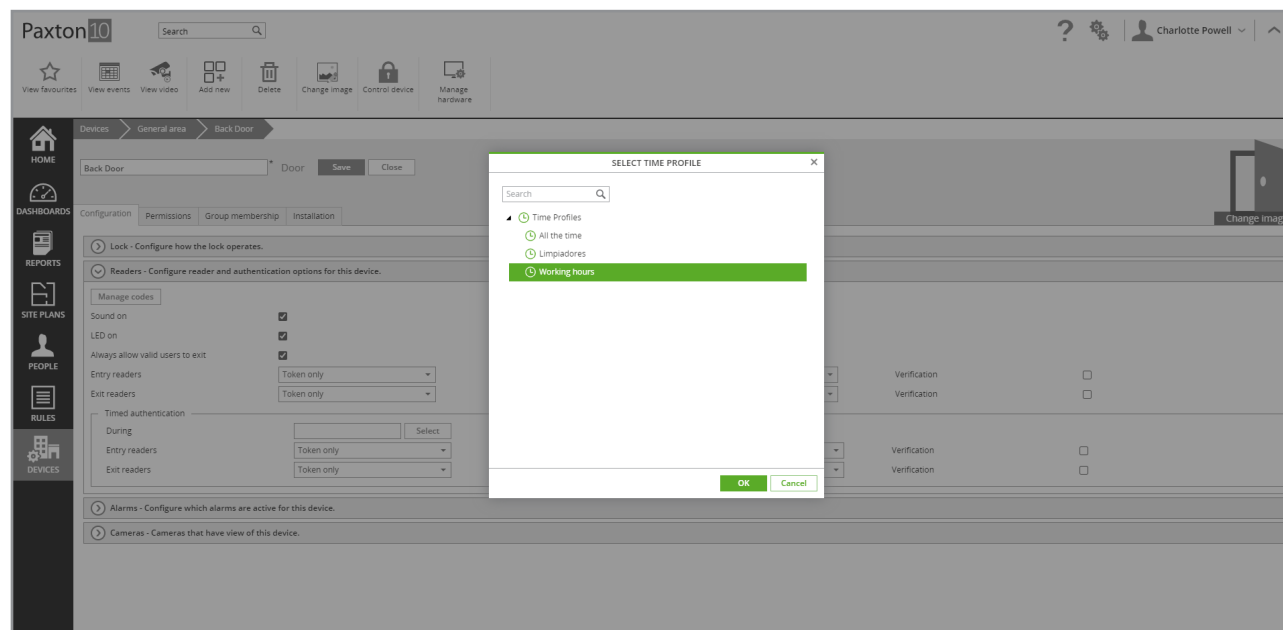 Paxton10
Search
Charlotte Powell
View favourites
View events
View video
Add new
Delete
Change image
Control device
Manage
hardware
HOME
DASHBOARDS
REPORTS
SITE PLANS
PEOPLE
RULES
DEVICES
Devices
General area
Back Door
Back Door
* Door
Save
Close
Change imag
Configuration
Permissions
Group membership
Installation
Lock - Configure how the lock operates.
Readers - Configure reader and authentication options for this device.
Manage codes
Sound on
LED on
Always allow valid users to exit
Entry readers Token only Verification
Exit readers Token only Verification
Timed authentication
During Select
Entry readers Token only Verification
Exit readers Token only Verification
Alarms - Configure which alarms are active for this device.
Cameras - Cameras that have view of this device.
SELECT TIME PROFILE
Search
Time Profiles
All the time
Limpiadores
Working hours
OK
Cancel